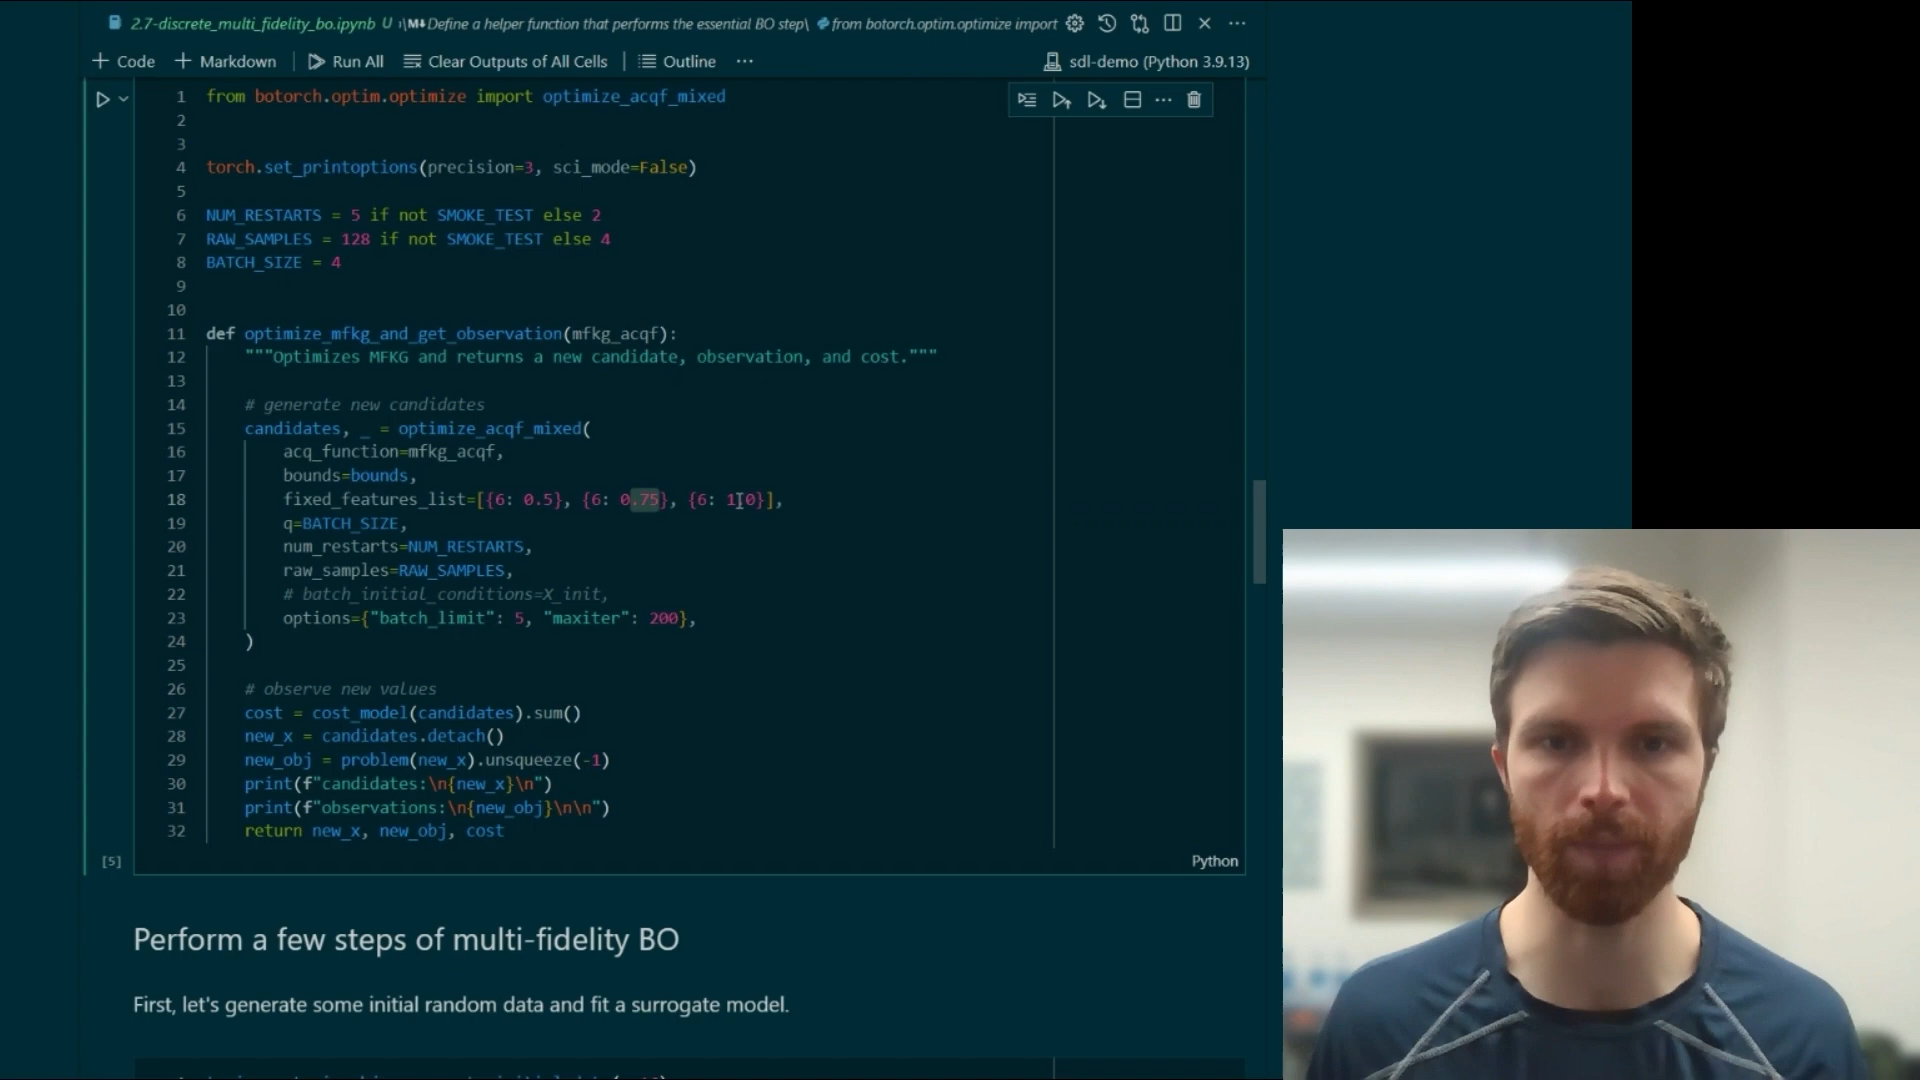 2.7-discrete_multi_fidelity_bo.ipynb U M↓ Define a helper function that performs the essential BO step\ from botorch.optim.optimize import
Code Markdown Run All Clear Outputs of All Cells Outline ... sdl-demo (Python 3.9.13)
1 from botorch.optim.optimize import optimize_acqf_mixed
2
3
4 torch.set_printoptions(precision=3, sci_mode=False)
5
6 NUM_RESTARTS = 5 if not SMOKE_TEST else 2
7 RAW_SAMPLES = 128 if not SMOKE_TEST else 4
8 BATCH_SIZE = 4
9
10
11 def optimize_mfkg_and_get_observation(mfkg_acqf):
12 """Optimizes MFKG and returns a new candidate, observation, and cost."""
13
14 # generate new candidates
15 candidates, _ = optimize_acqf_mixed(
16 acq_function=mfkg_acqf,
17 bounds=bounds,
18 fixed_features_list=[{6: 0.5}, {6: 0.75}, {6: 1.0}],
19 q=BATCH_SIZE,
20 num_restarts=NUM_RESTARTS,
21 raw_samples=RAW_SAMPLES,
22 # batch_initial_conditions=X_init,
23 options={"batch_limit": 5, "maxiter": 200},
24 )
25
26 # observe new values
27 cost = cost_model(candidates).sum()
28 new_x = candidates.detach()
29 new_obj = problem(new_x).unsqueeze(-1)
30 print(f"candidates:\n{new_x}\n")
31 print(f"observations:\n{new_obj}\n\n")
32 return new_x, new_obj, cost
[5] Python
Perform a few steps of multi-fidelity BO
First, let's generate some initial random data and fit a surrogate model.